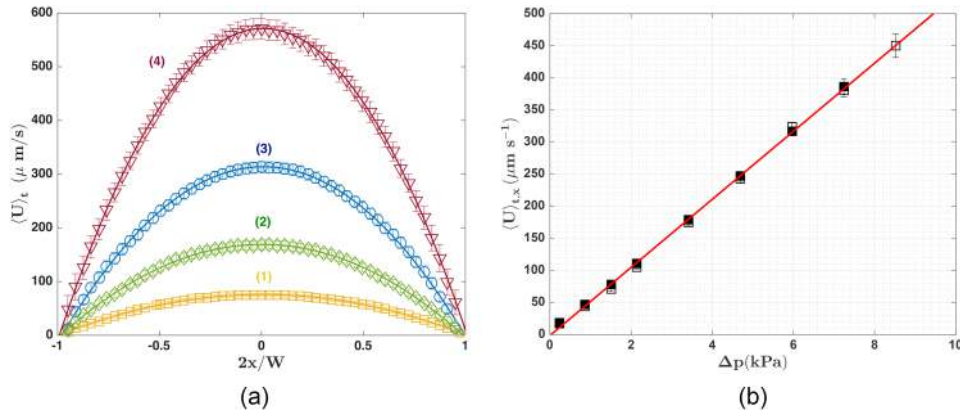 600
500
400
300
200
100
0
⟨U⟩t (μ m/s)
(4)
(3)
(2)
(1)
-1 -0.5 0 0.5 1
2x/W
(a)
500
450
400
350
300
250
200
150
100
50
0
⟨U⟩t,x (μm s⁻¹)
0 2 4 6 8 10
Δp(kPa)
(b)